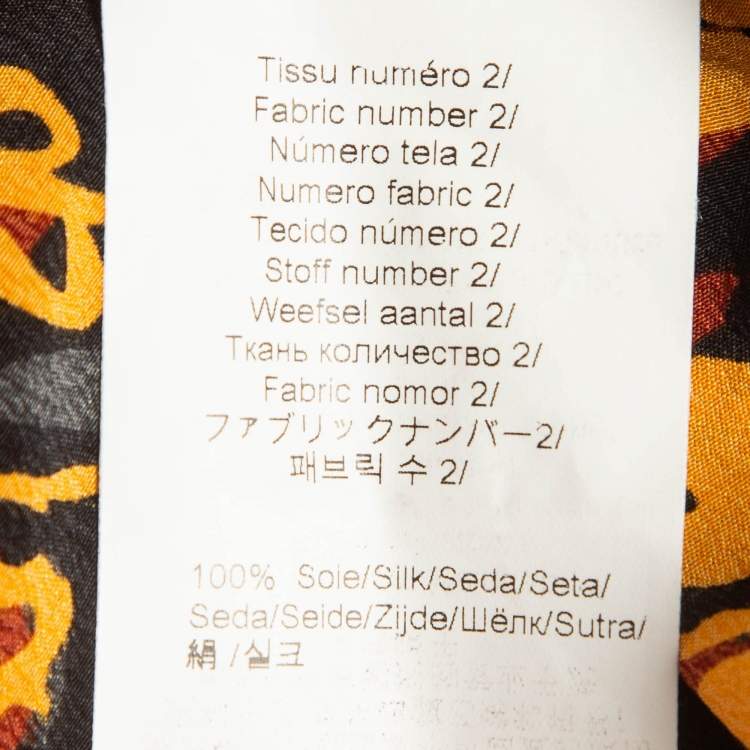 Tissu numéro 2/
Fabric number 2/
Número tela 2/
Numero fabric 2/
Tecido número 2/
Stoff number 2/
Weefsel aantal 2/
Ткань количество 2/
Fabric nomor 2/
ファブリックナンバー2/
패브릭 수 2/
100% Soie/Silk/Seda/Seta/
Seda/Seide/Zijde/Шёлк/Sutra/
絹 /실크